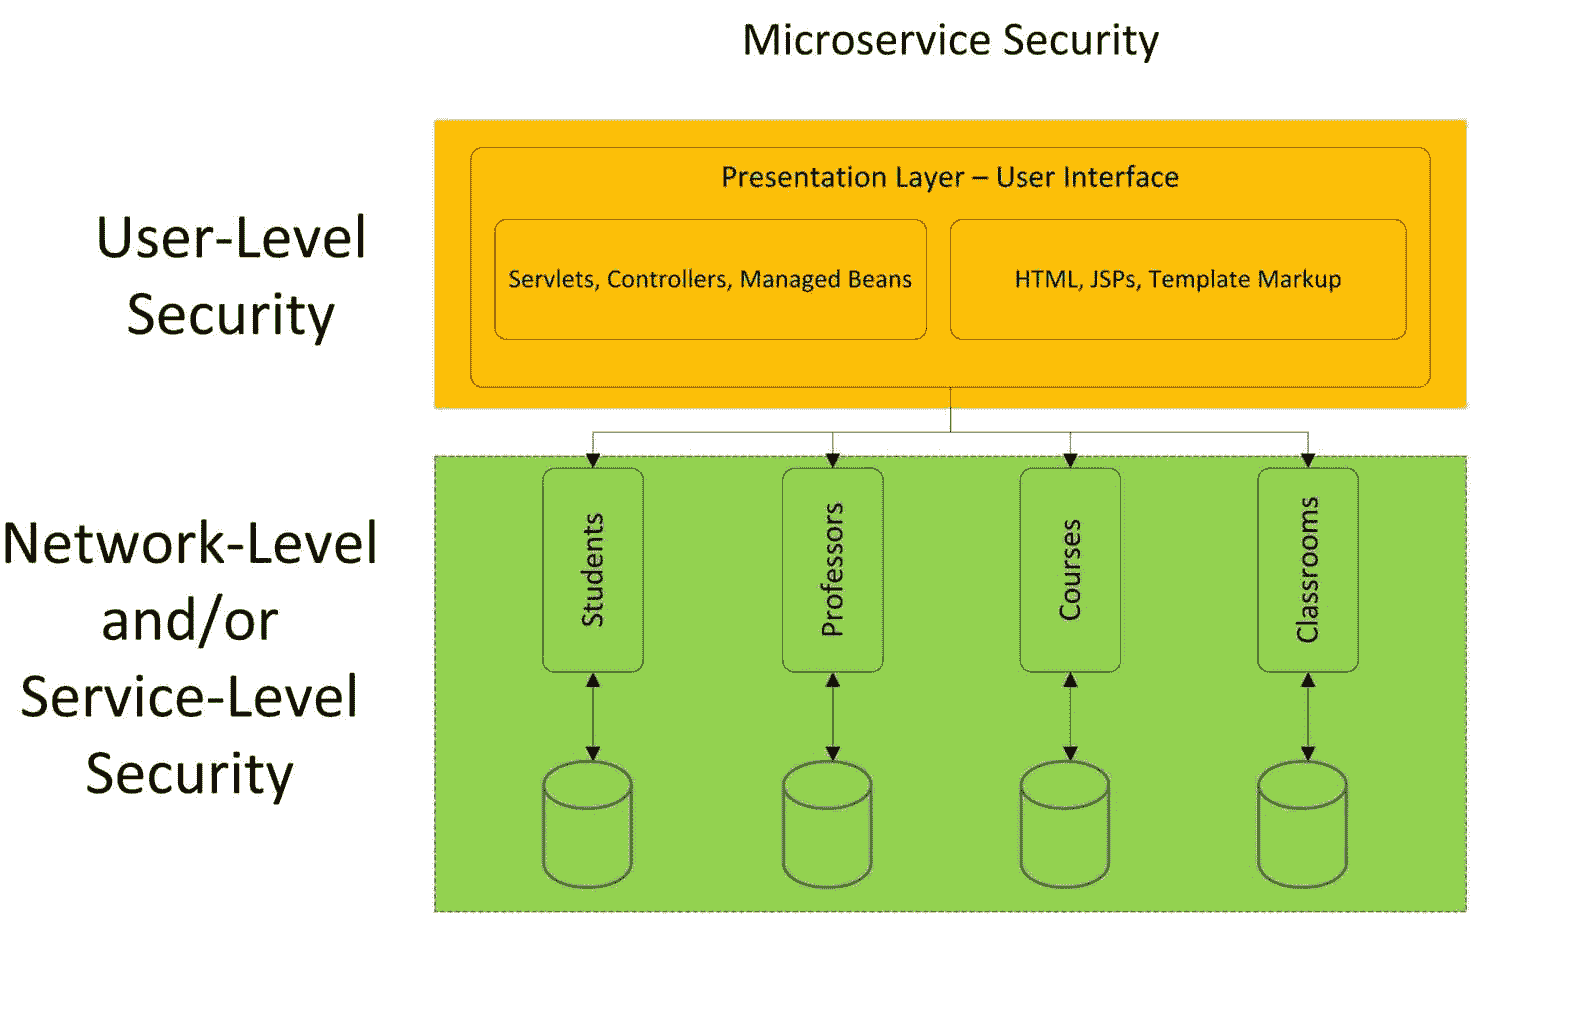 Microservice Security
User-Level
Security
Presentation Layer – User Interface
Servlets, Controllers, Managed Beans
HTML, JSPs, Template Markup
Network-Level
and/or
Service-Level
Security
Students
Professors
Courses
Classrooms